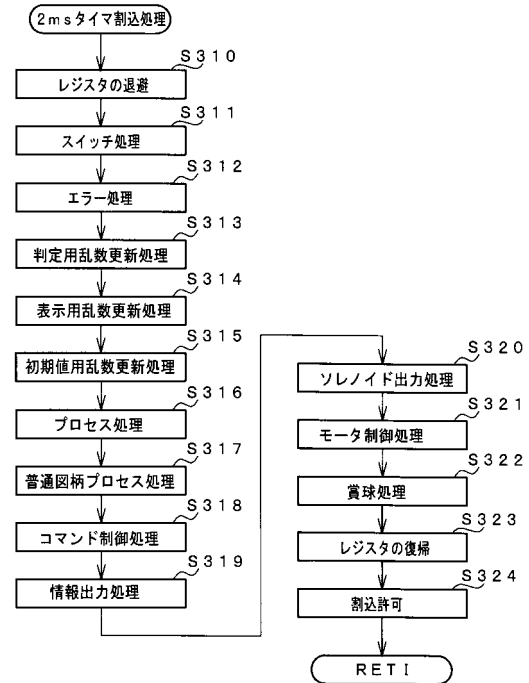 ２ｍｓタイマ割込処理
Ｓ３１０
レジスタの退避
Ｓ３１１
スイッチ処理
Ｓ３１２
エラー処理
Ｓ３１３
判定用乱数更新処理
Ｓ３１４
表示用乱数更新処理
Ｓ３１５
初期値用乱数更新処理
Ｓ３１６
プロセス処理
Ｓ３１７
普通図柄プロセス処理
Ｓ３１８
コマンド制御処理
Ｓ３１９
情報出力処理
Ｓ３２０
ソレノイド出力処理
Ｓ３２１
モータ制御処理
Ｓ３２２
賞球処理
Ｓ３２３
レジスタの復帰
Ｓ３２４
割込許可
ＲＥＴＩ